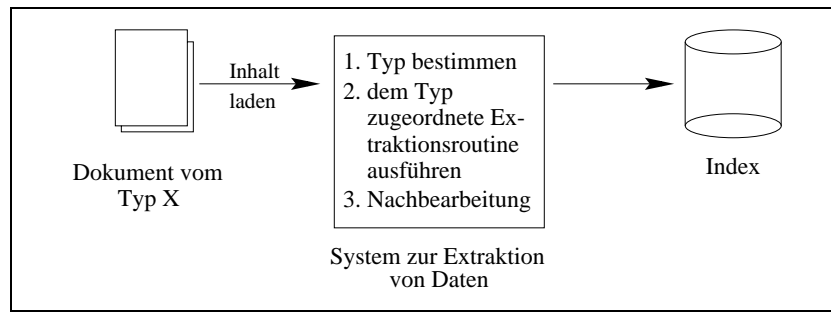 Dokument vom
Typ X
Inhalt
laden
1. Typ bestimmen
2. dem Typ
zugeordnete Ex-
traktionsroutine
ausführen
3. Nachbearbeitung
System zur Extraktion
von Daten
Index